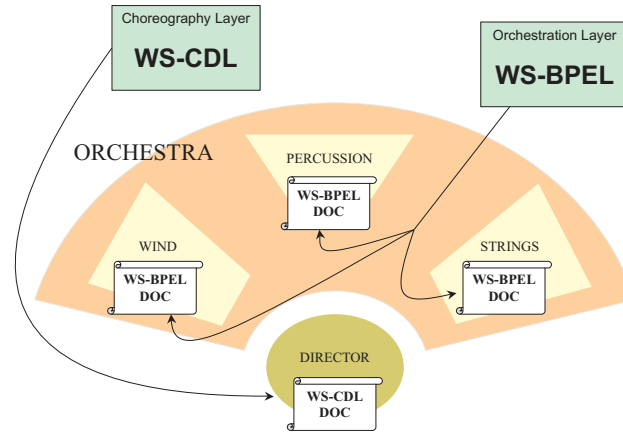 Choreography Layer
WS-CDL
Orchestration Layer
WS-BPEL
ORCHESTRA
PERCUSSION
WS-BPEL
DOC
WIND
WS-BPEL
DOC
STRINGS
WS-BPEL
DOC
DIRECTOR
WS-CDL
DOC